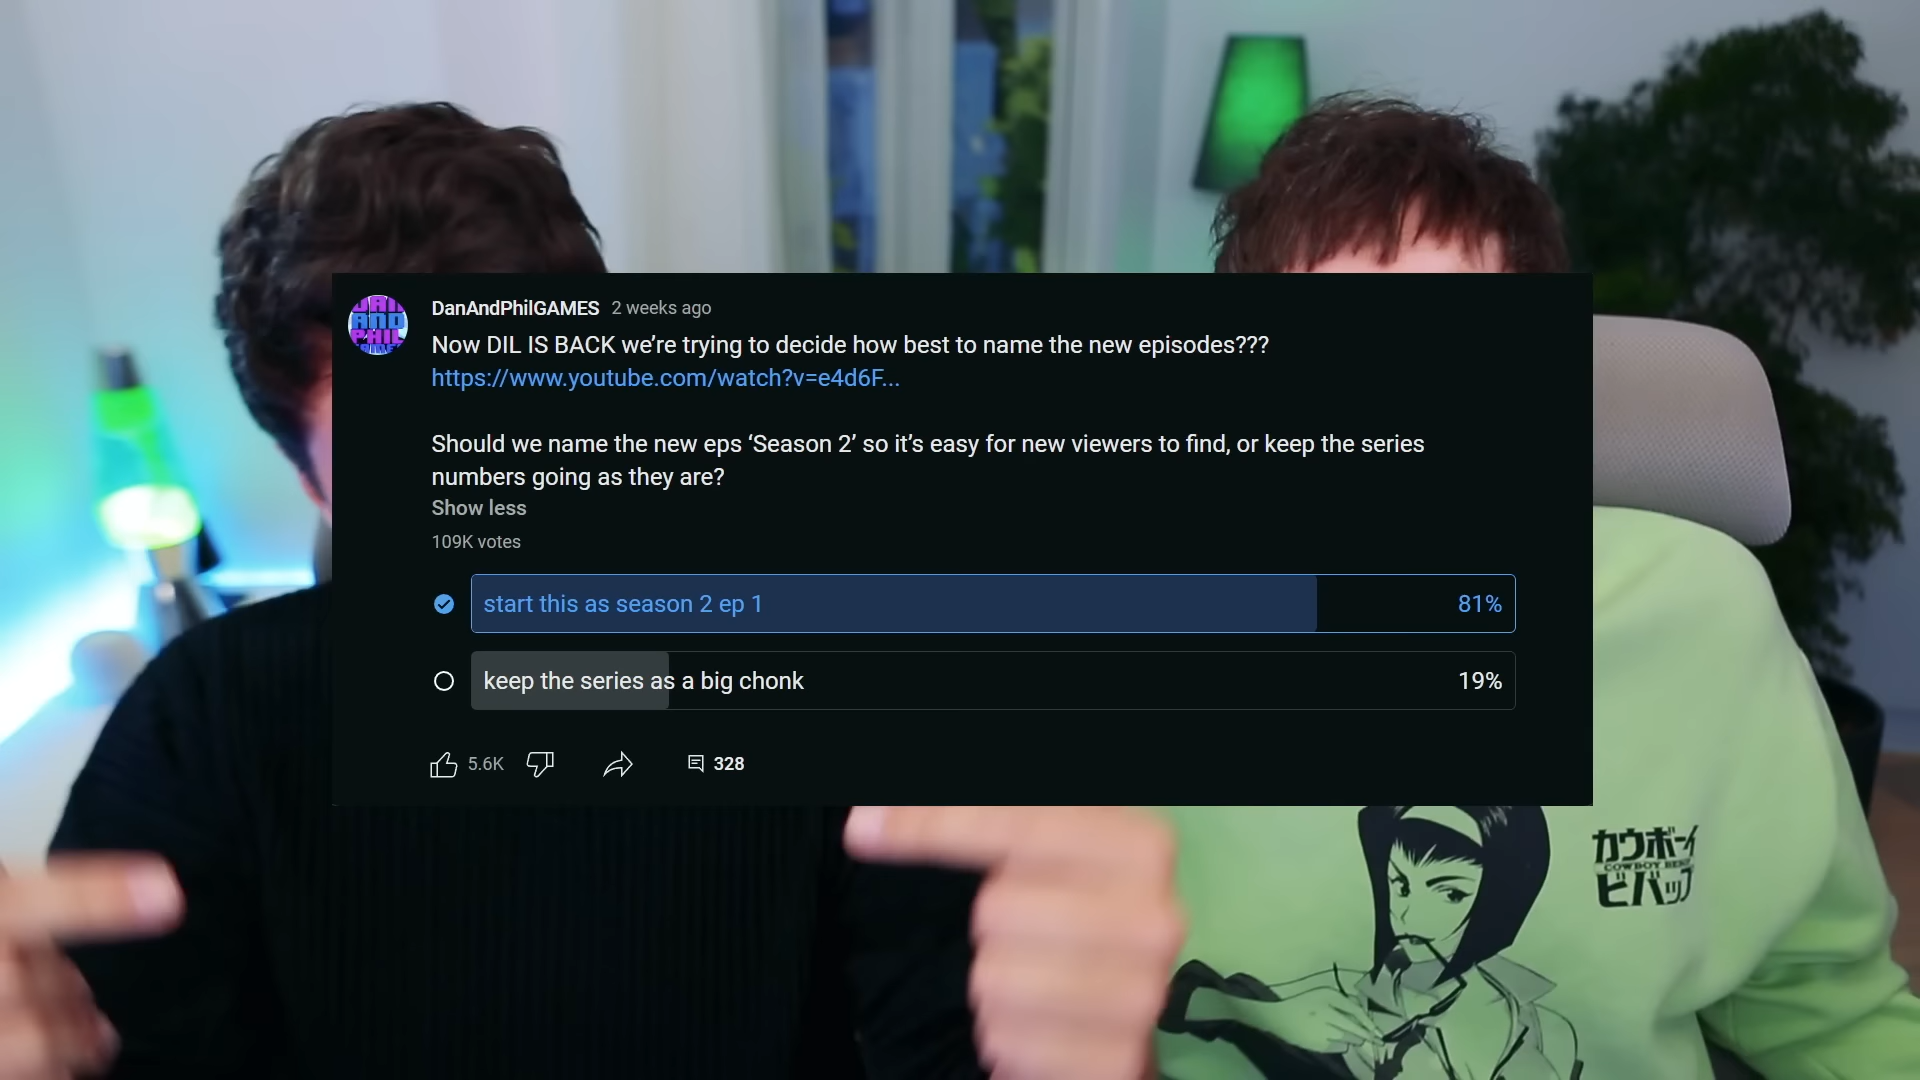 DAN
AND
PHIL
GAMES
DanAndPhilGAMES 2 weeks ago
Now DIL IS BACK we’re trying to decide how best to name the new episodes???
https://www.youtube.com/watch?v=e4d6F...
Should we name the new eps ‘Season 2’ so it’s easy for new viewers to find, or keep the series
numbers going as they are?
Show less
109K votes
start this as season 2 ep 1 81%
keep the series as a big chonk 19%
5.6K 328
カウボーイ
COWBOY BEBOP
ビバップ